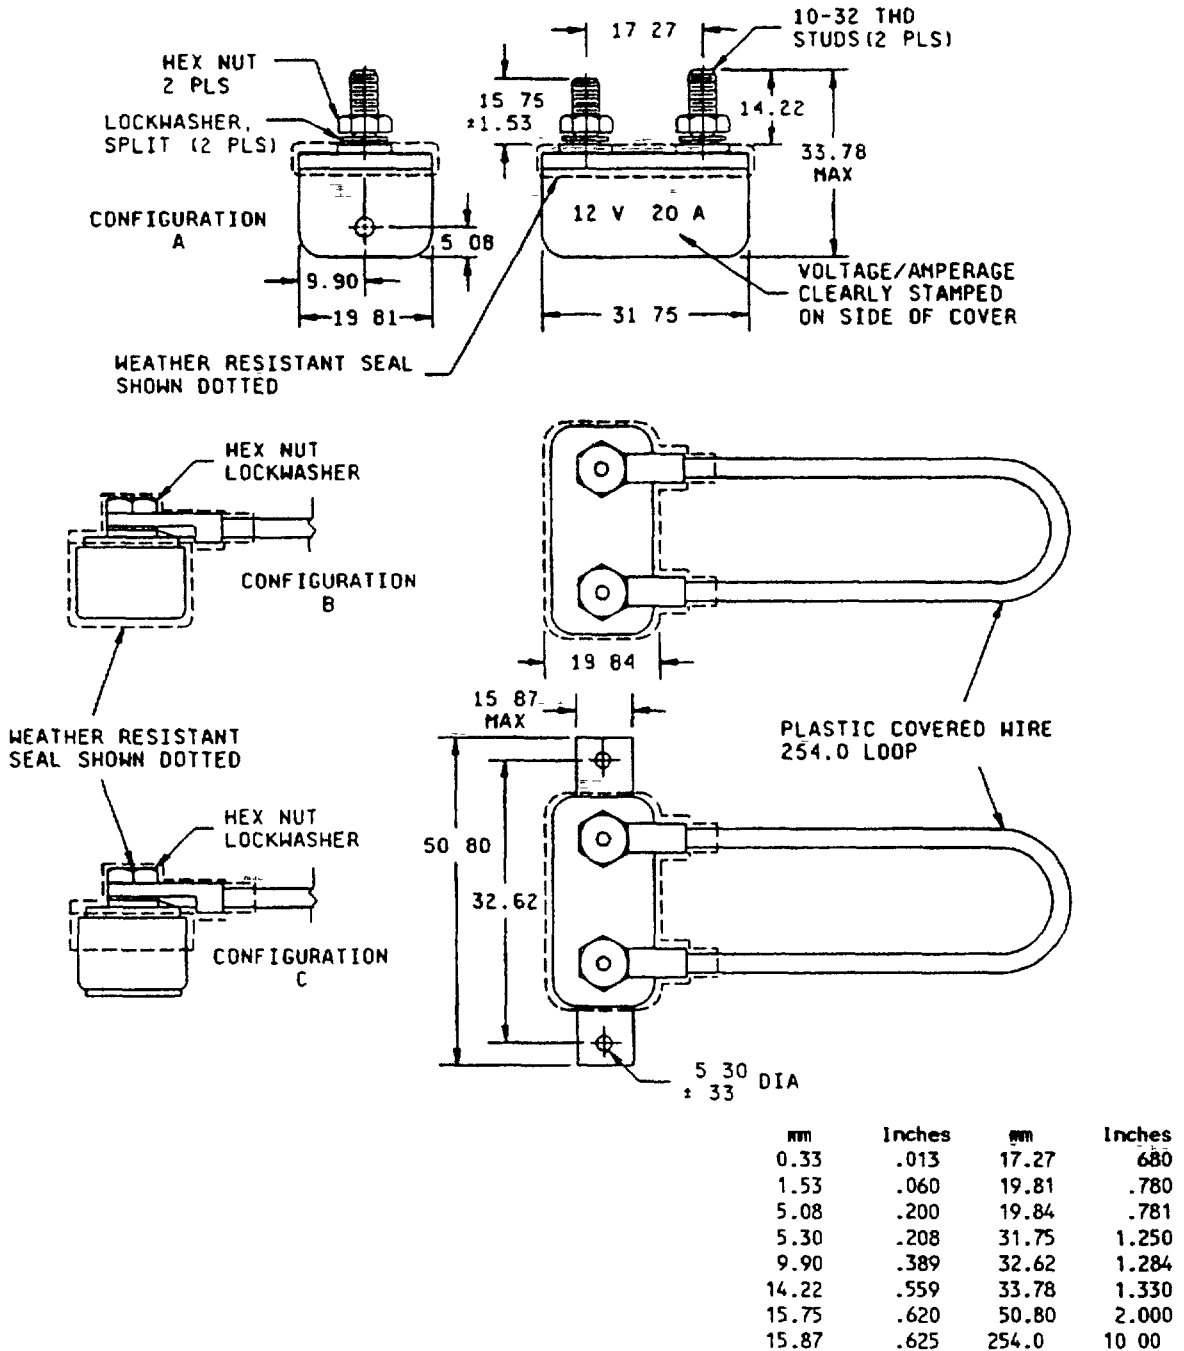 10-32 THD
STUDS(2 PLS)
17 27
HEX NUT
2 PLS
15 75
±1.53
14.22
LOCKWASHER,
SPLIT (2 PLS)
33.78
MAX
CONFIGURATION
A
12 V 20 A
5 08
9.90
19 81
31 75
VOLTAGE/AMPERAGE
CLEARLY STAMPED
ON SIDE OF COVER
WEATHER RESISTANT SEAL
SHOWN DOTTED
HEX NUT
LOCKWASHER
CONFIGURATION
B
19 84
15 87
MAX
WEATHER RESISTANT
SEAL SHOWN DOTTED
PLASTIC COVERED WIRE
254.0 LOOP
HEX NUT
LOCKWASHER
50 80
32.62
CONFIGURATION
C
5 30
± 33 DIA
mm Inches mm Inches
0.33 .013 17.27 680
1.53 .060 19.81 .780
5.08 .200 19.84 .781
5.30 .208 31.75 1.250
9.90 .389 32.62 1.284
14.22 .559 33.78 1.330
15.75 .620 50.80 2.000
15.87 .625 254.0 10 00